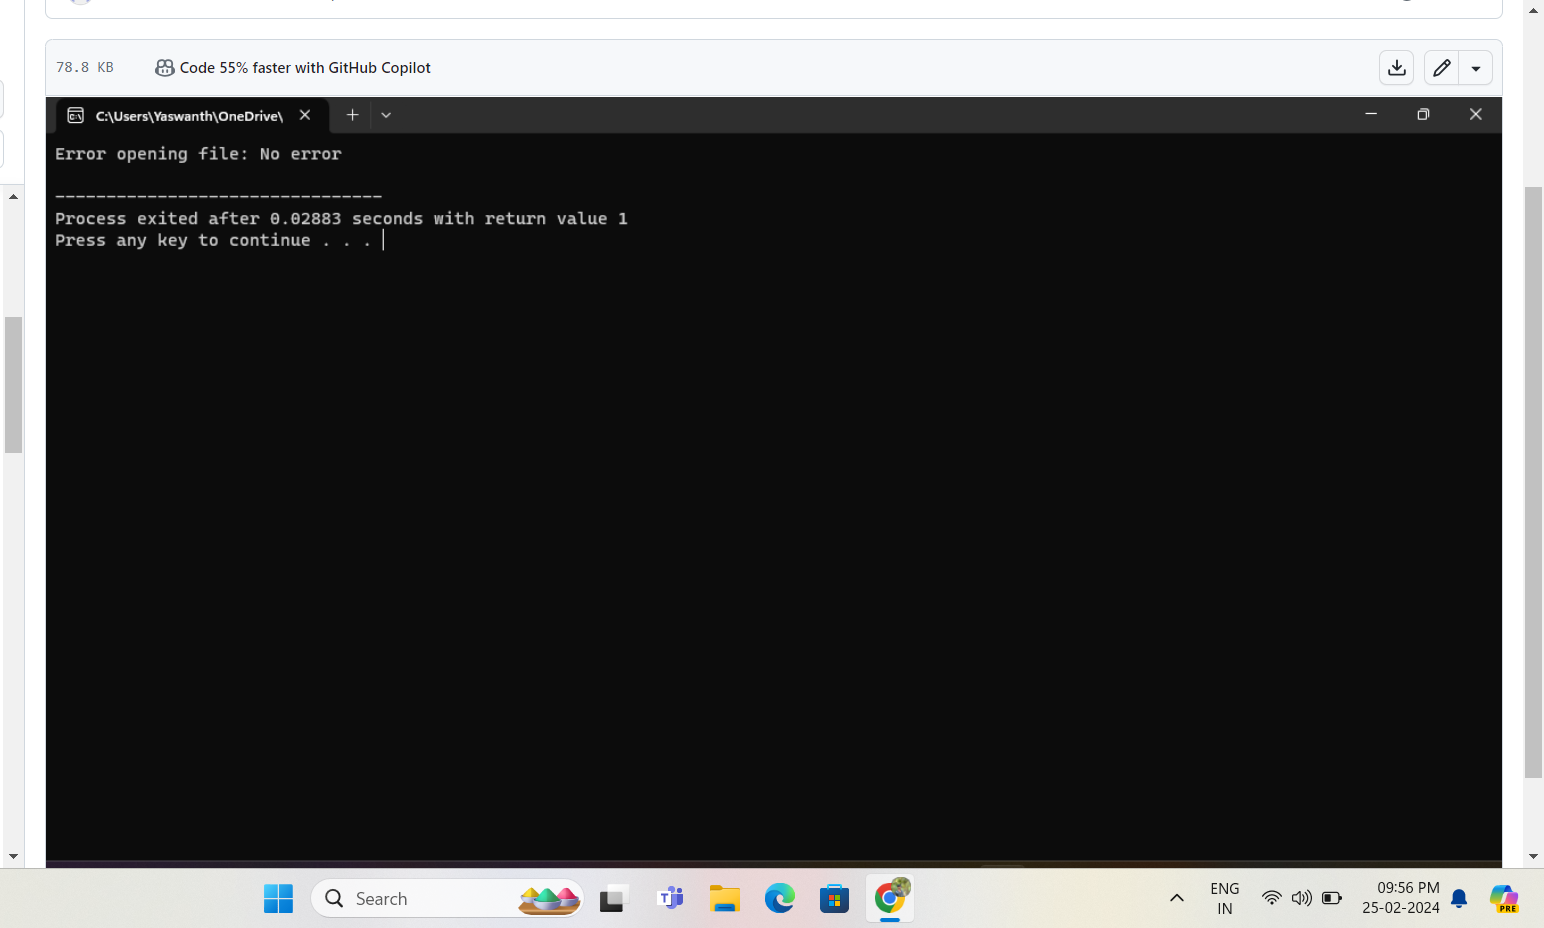 78.8 KB
Code 55% faster with GitHub Copilot
C:\Users\Yaswanth\OneDrive\
Error opening file: No error
--------------------------------
Process exited after 0.02883 seconds with return value 1
Press any key to continue . . .
Search
ENG
IN
09:56 PM
25-02-2024
PRE